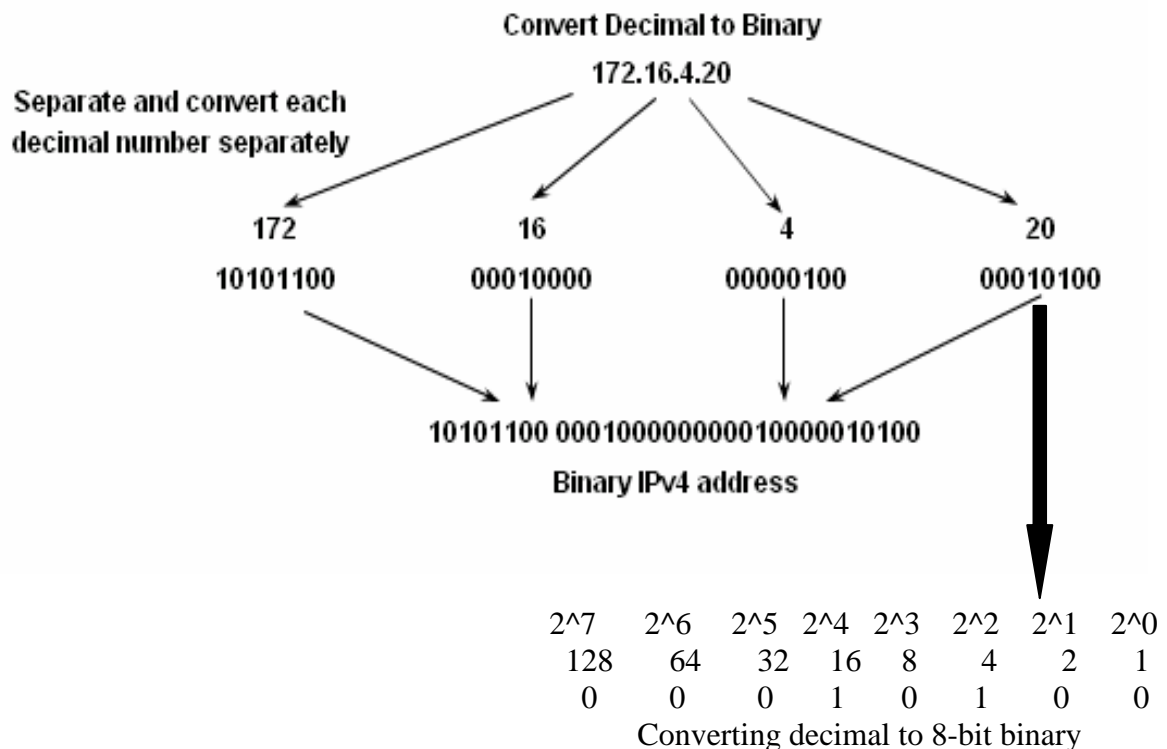 Convert Decimal to Binary
172.16.4.20
Separate and convert each
decimal number separately
172 16 4 20
10101100 00010000 00000100 00010100
10101100 000100000000010000010100
Binary IPv4 address
2^7 2^6 2^5 2^4 2^3 2^2 2^1 2^0
128 64 32 16 8 4 2 1
0 0 0 1 0 1 0 0
Converting decimal to 8-bit binary